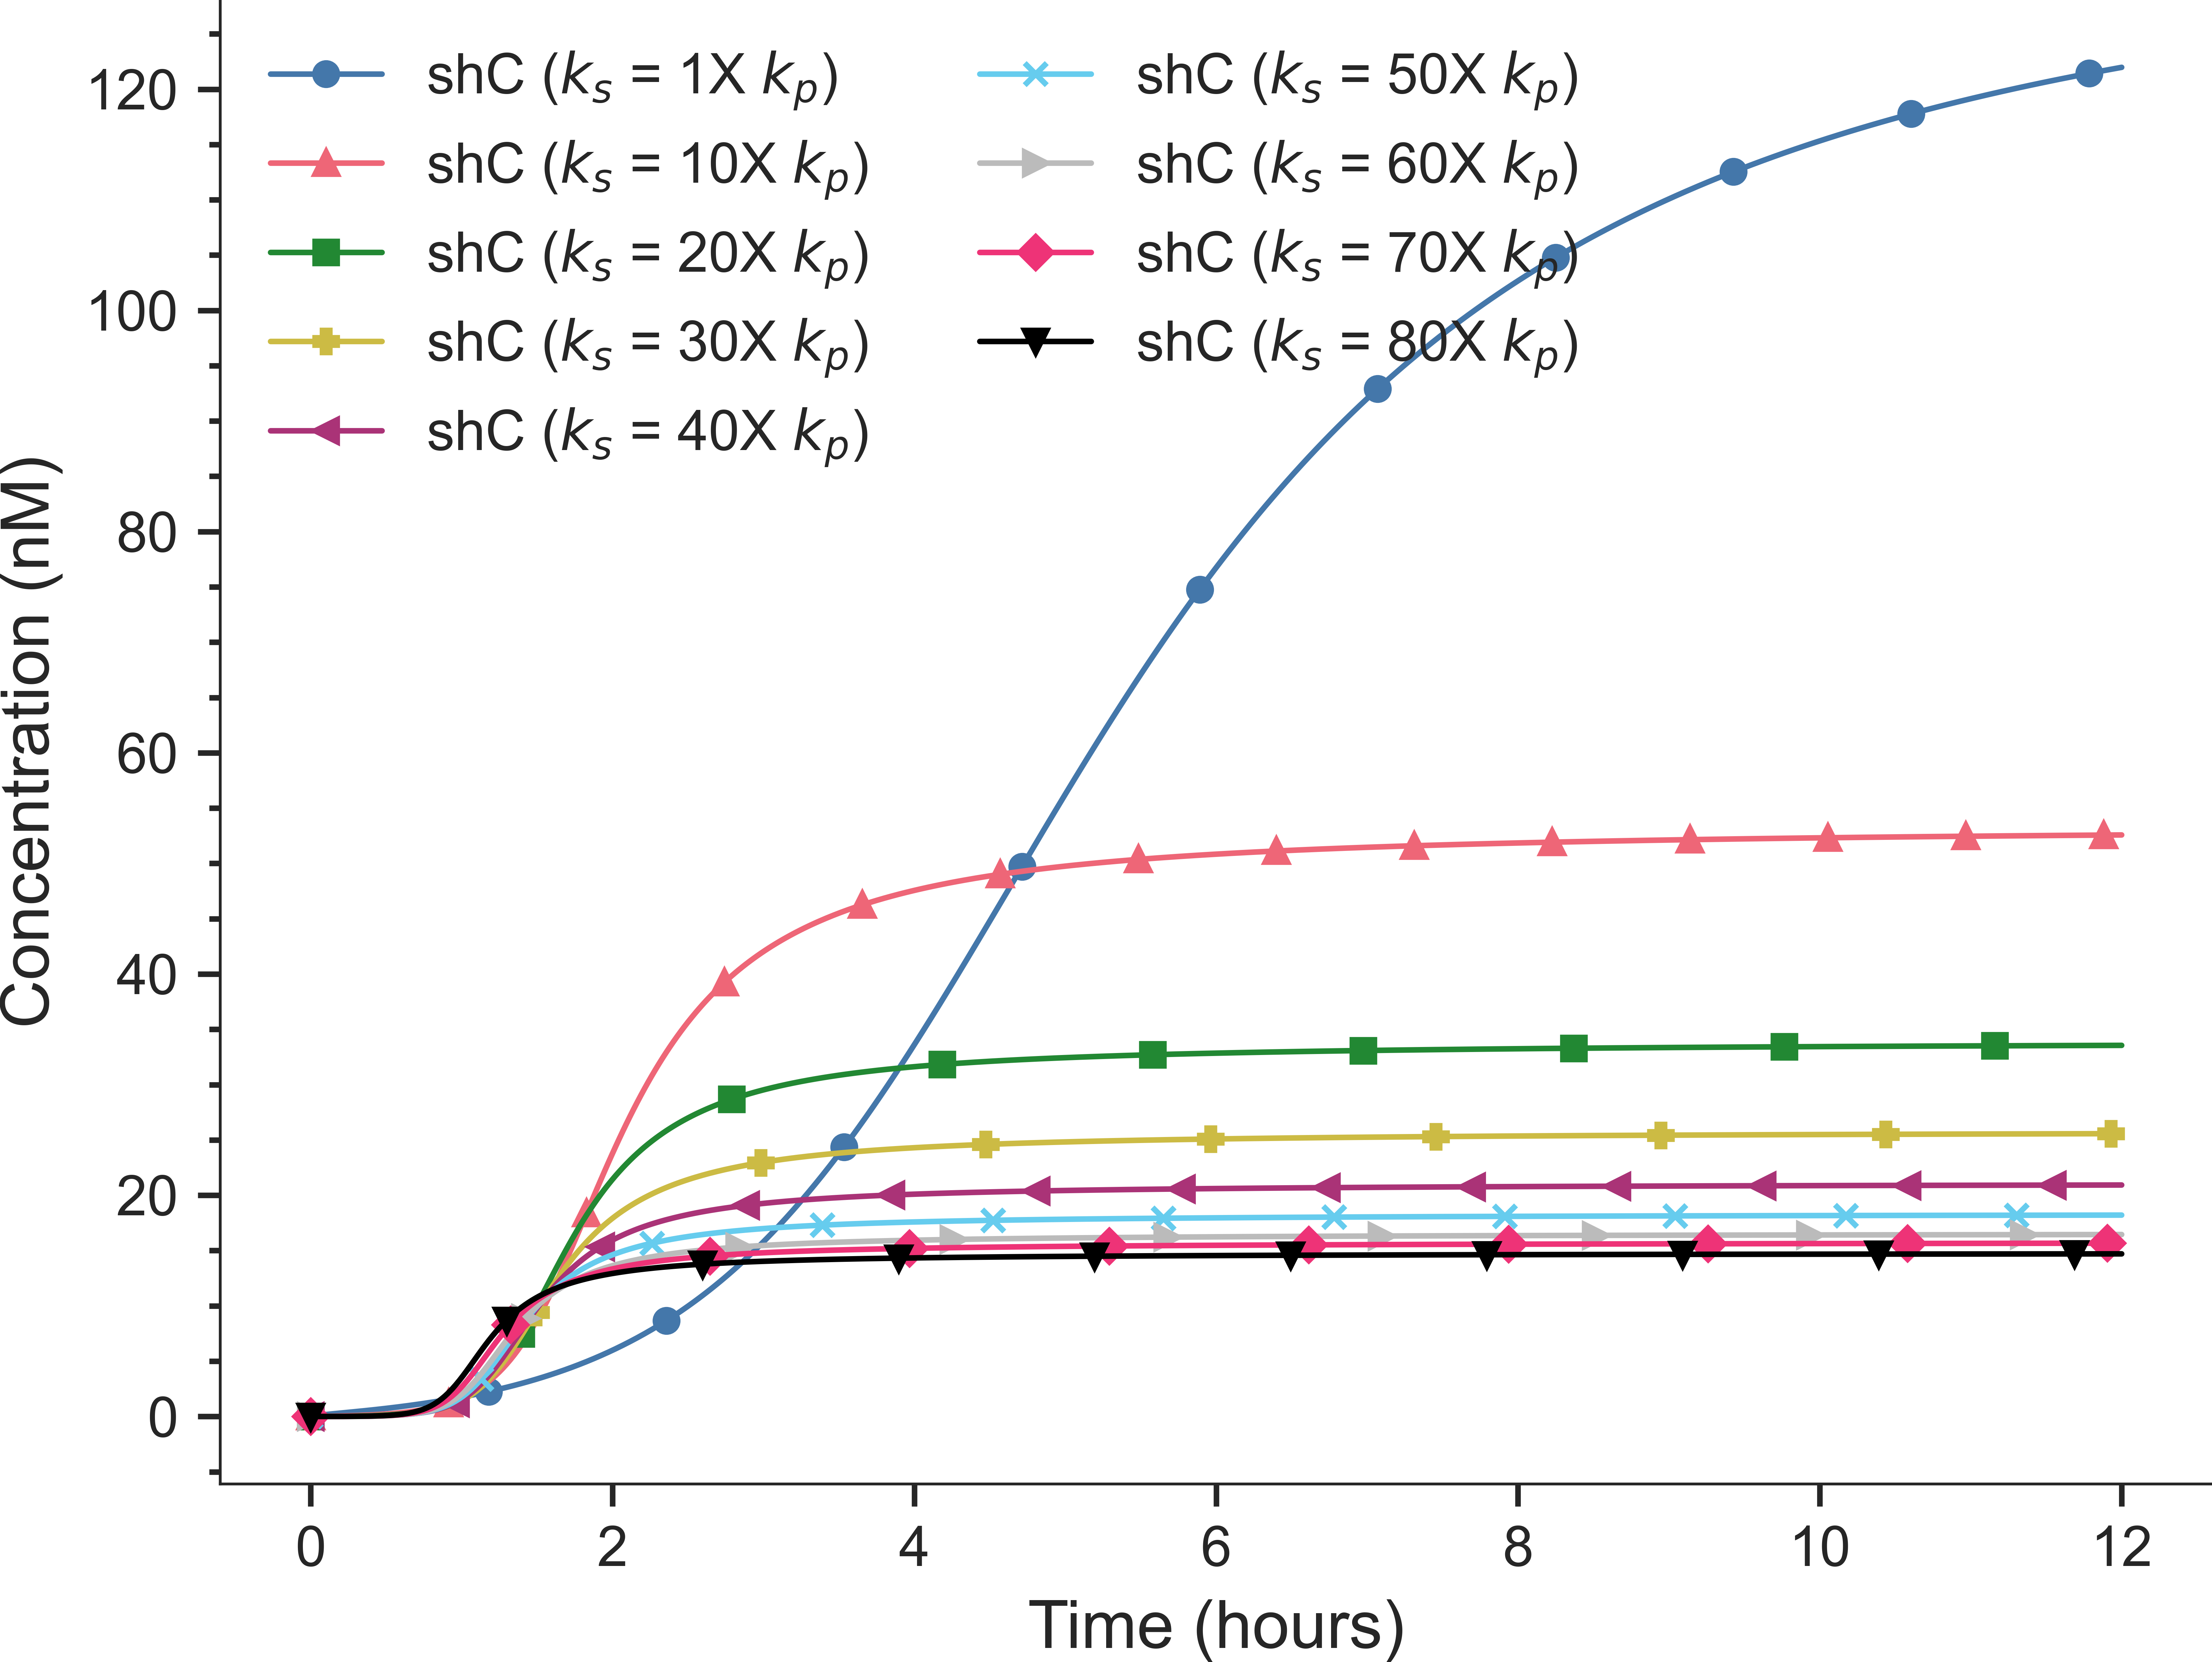 Concentration (nM)
120
100
80
60
40
20
0
shC (kₛ = 1X kₚ)
shC (kₛ = 10X kₚ)
shC (kₛ = 20X kₚ)
shC (kₛ = 30X kₚ)
shC (kₛ = 40X kₚ)
shC (kₛ = 50X kₚ)
shC (kₛ = 60X kₚ)
shC (kₛ = 70X kₚ)
shC (kₛ = 80X kₚ)
0 2 4 6 8 10 12
Time (hours)